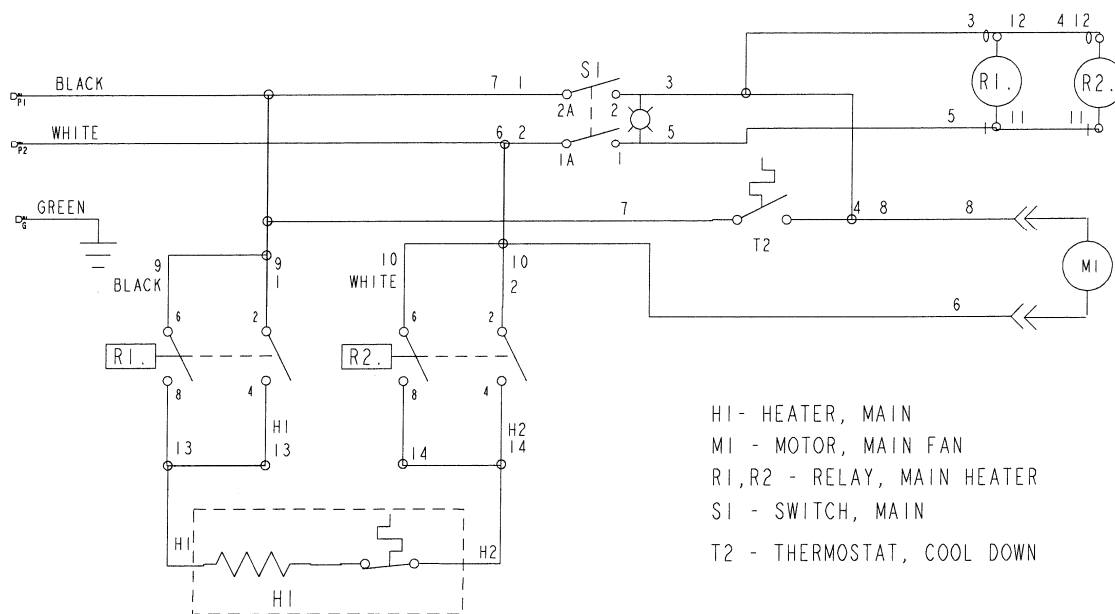 3 12 4 12
R1. R2.
BLACK 7 1 S1 3
P1 2A 2
WHITE 6 2 5 5 11 11
P2 1A 1
GREEN 7 4 8 8
G T2
9 9 10 10
BLACK 1 WHITE 2 M1
6
6 2 6 2
R1. R2.
8 4 8 4
H1 H2
13 13 14 14
H1 H2
H1
H1- HEATER, MAIN
M1 - MOTOR, MAIN FAN
R1,R2 - RELAY, MAIN HEATER
S1 - SWITCH, MAIN
T2 - THERMOSTAT, COOL DOWN